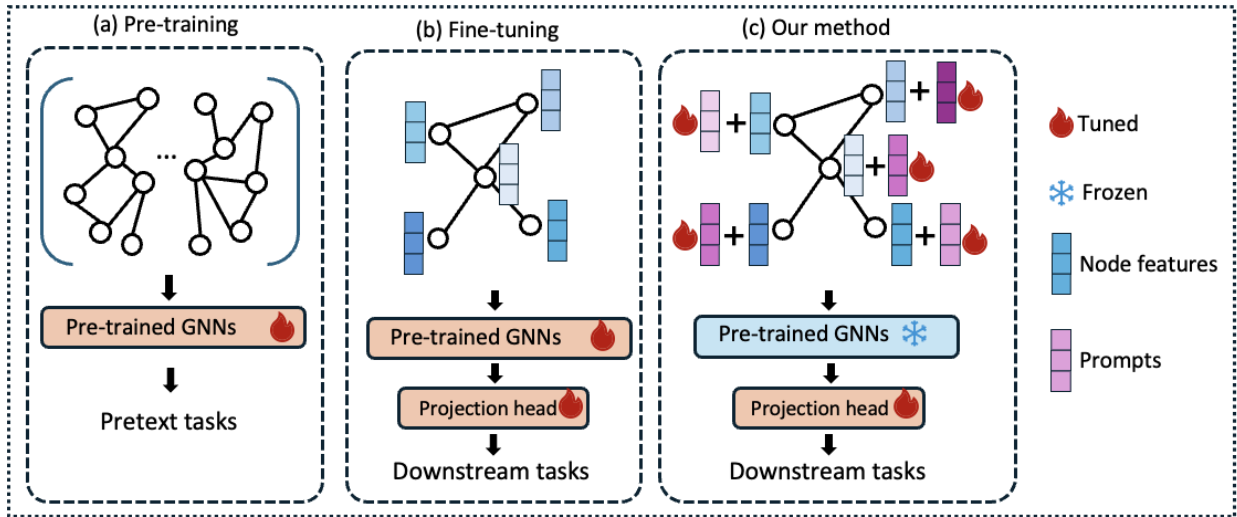 (a) Pre-training
...
Pre-trained GNNs
Pretext tasks
(b) Fine-tuning
Pre-trained GNNs
Projection head
Downstream tasks
(c) Our method
+
+
+
+
+
Pre-trained GNNs
Projection head
Downstream tasks
Tuned
Frozen
Node features
Prompts